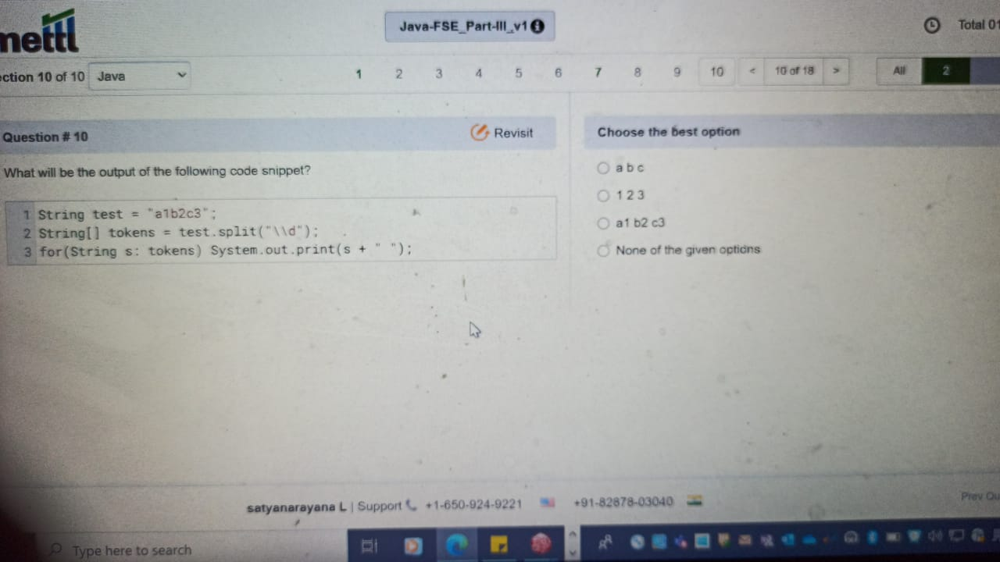 mettl
Java-FSE_Part-III_v1
Total 01
ection 10 of 10 Java
1 2 3 4 5 6 7 8 9 10 < 10 of 18 > All 2
Question # 10
Revisit
Choose the best option
What will be the output of the following code snippet?
1 String test = "a1b2c3";
2 String[] tokens = test.split("\\d");
3 for(String s: tokens) System.out.print(s + " ");
a b c
1 2 3
a1 b2 c3
None of the given options
satyanarayana L | Support +1-650-924-9221 +91-82878-03040
Prev Qu
Type here to search